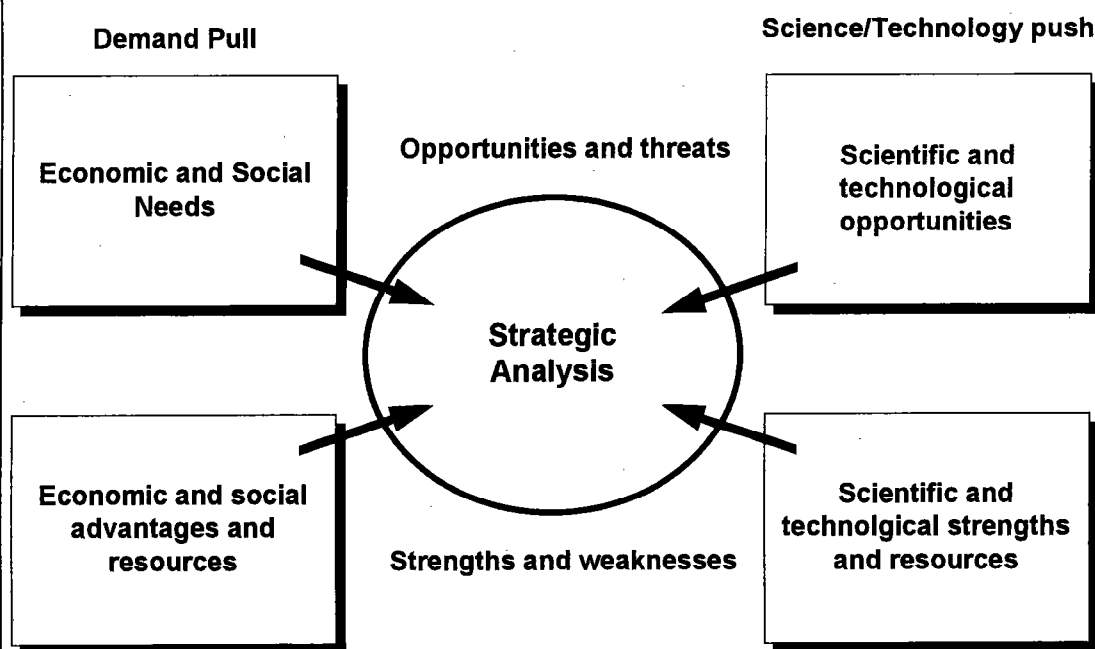 Demand Pull
Science/Technology push
Economic and Social
Needs
Opportunities and threats
Scientific and
technological
opportunities
Strategic
Analysis
Economic and social
advantages and
resources
Strengths and weaknesses
Scientific and
technolgical strengths
and resources